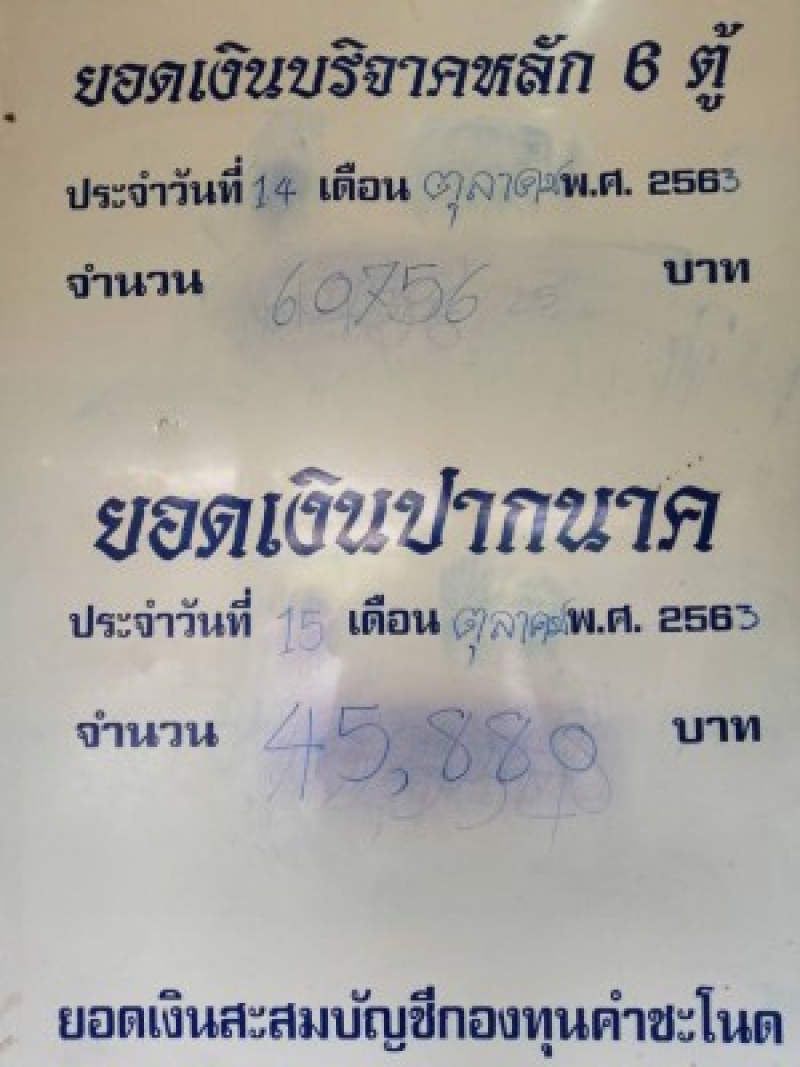 ยอดเงินบริจาคหลัก 6 ตู้
ประจำวันที่ 14 เดือน ตุลาคม พ.ศ. 2563
จำนวน 60756 บาท
ยอดเงินปากนาค
ประจำวันที่ 15 เดือน ตุลาคม พ.ศ. 2563
จำนวน 45,880 บาท
ยอดเงินสะสมบัญชีกองทุนคำชะโนด